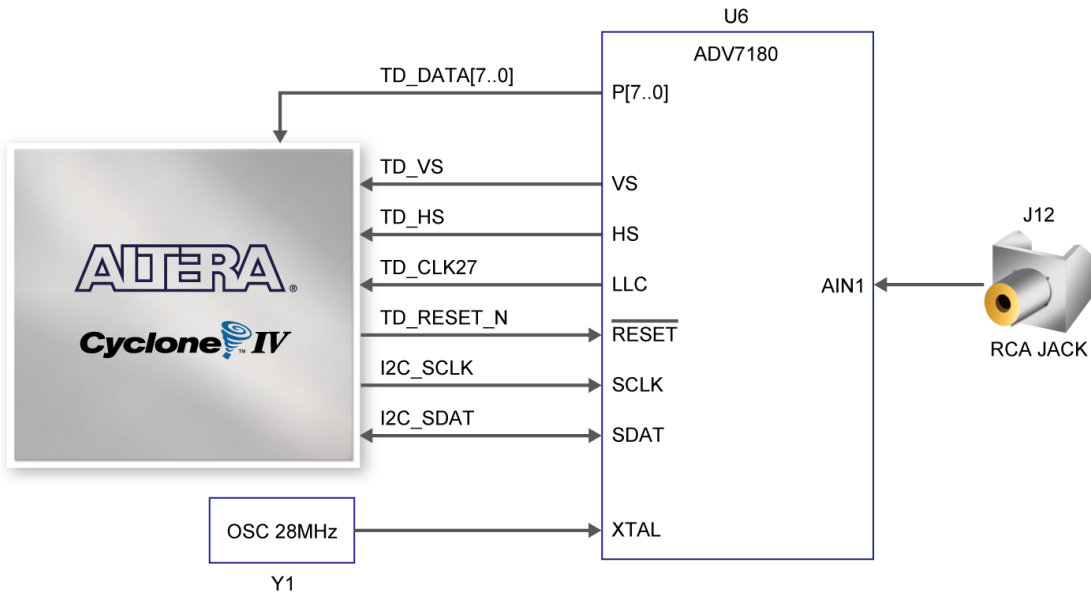 U6
ADV7180
TD_DATA[7..0]
P[7..0]
TD_VS
VS
TD_HS
HS
TD_CLK27
LLC
TD_RESET_N
RESET
I2C_SCLK
SCLK
I2C_SDAT
SDAT
ALTERA®
Cyclone™ IV
AIN1
J12
RCA JACK
OSC 28MHz
XTAL
Y1